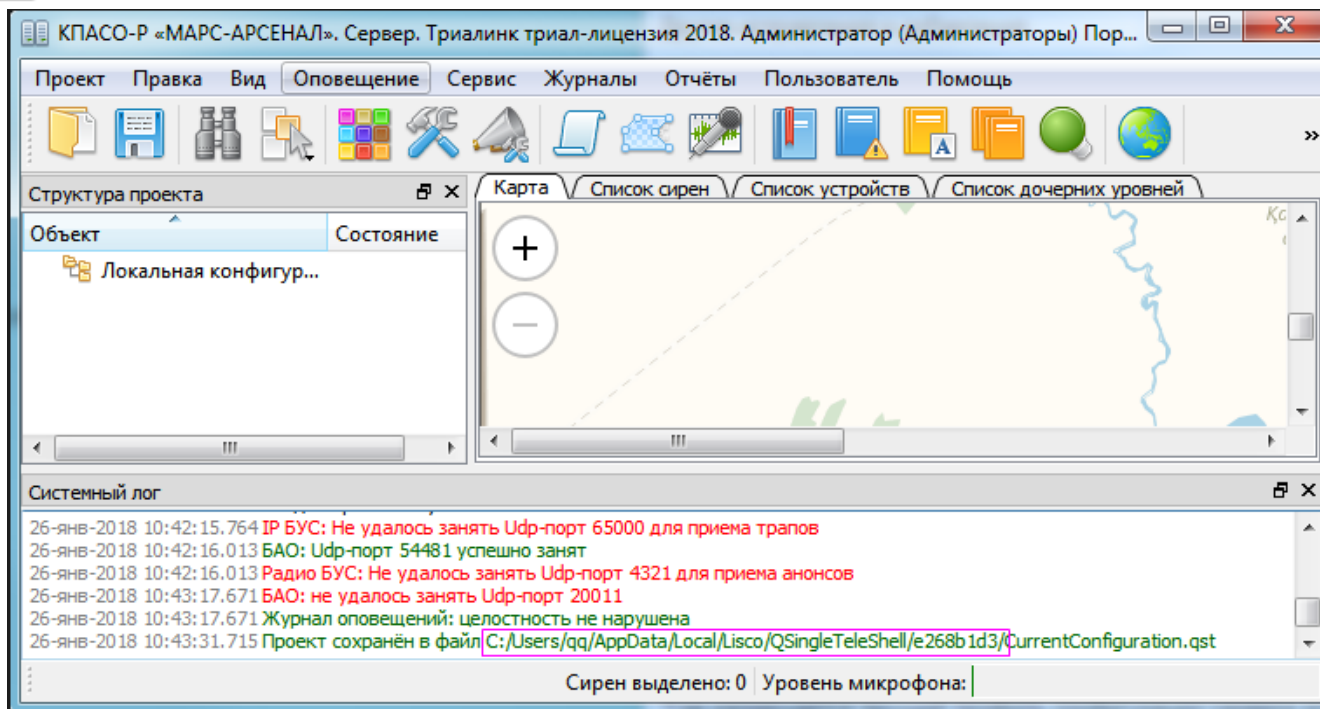 КПАСО-Р «МАРС-АРСЕНАЛ». Сервер. Триалинк триал-лицензия 2018. Администратор (Администраторы) Пор...
Проект Правка Вид Оповещение Сервис Журналы Отчёты Пользователь Помощь
Структура проекта
Карта Список сирен Список устройств Список дочерних уровней
Объект Состояние
Локальная конфигур...
Системный лог
26-янв-2018 10:42:15.764 IP БУС: Не удалось занять Udp-порт 65000 для приема трапов
26-янв-2018 10:42:16.013 БАО: Udp-порт 54481 успешно занят
26-янв-2018 10:42:16.013 Радио БУС: Не удалось занять Udp-порт 4321 для приема анонсов
26-янв-2018 10:43:17.671 БАО: не удалось занять Udp-порт 20011
26-янв-2018 10:43:17.671 Журнал оповещений: целостность не нарушена
26-янв-2018 10:43:31.715 Проект сохранён в файл C:/Users/qq/AppData/Local/Lisco/QSingleTeleShell/e268b1d3/CurrentConfiguration.qst
Сирен выделено: 0 Уровень микрофона: